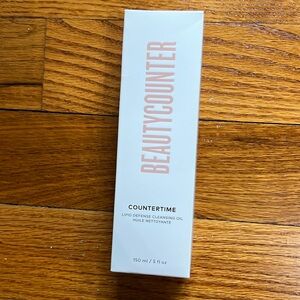 BEAUTYCOUNTER
COUNTERTIME
LIPID DEFENSE CLEANSING OIL
HUILE NETTOYANTE
150 ml / 5 fl oz